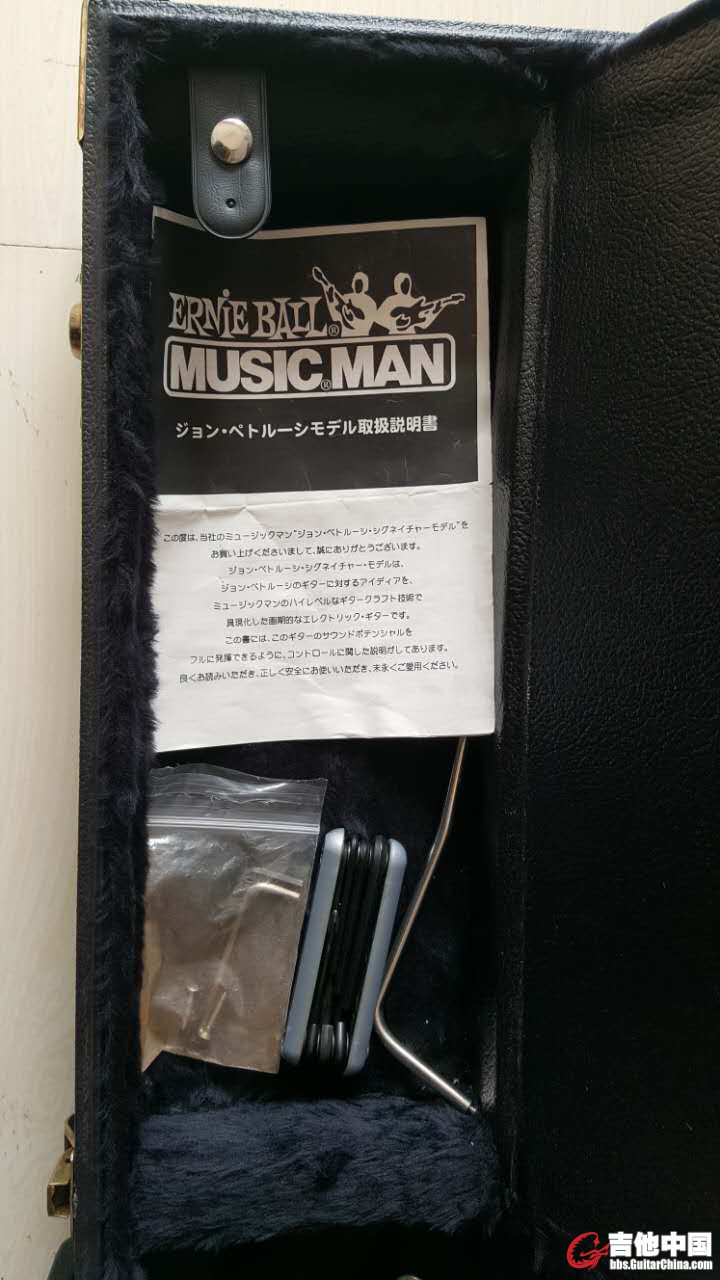 ERNIE BALL®
MUSIC MAN®
ジョン・ペトルーシモデル取扱説明書
この度は、当社のミュージックマン"ジョン・ペトルーシ・シグネイチャーモデル"を
お買い上げくださいまして、誠にありがとうございます。
ジョン・ペトルーシ・シグネイチャー・モデルは、
ジョン・ペトルーシのギターに対するアイディアを、
ミュージックマンのハイレベルなギタークラフト技術で
具現化した画期的なエレクトリック・ギターです。
この書には、このギターのサウンドポテンシャルを
フルに発揮できるように、コントロールに関した説明がしてあります。
良くお読みいただき、正しく安全にお使いいただき、末永くご愛用ください。
吉他中国
bbs.GuitarChina.com